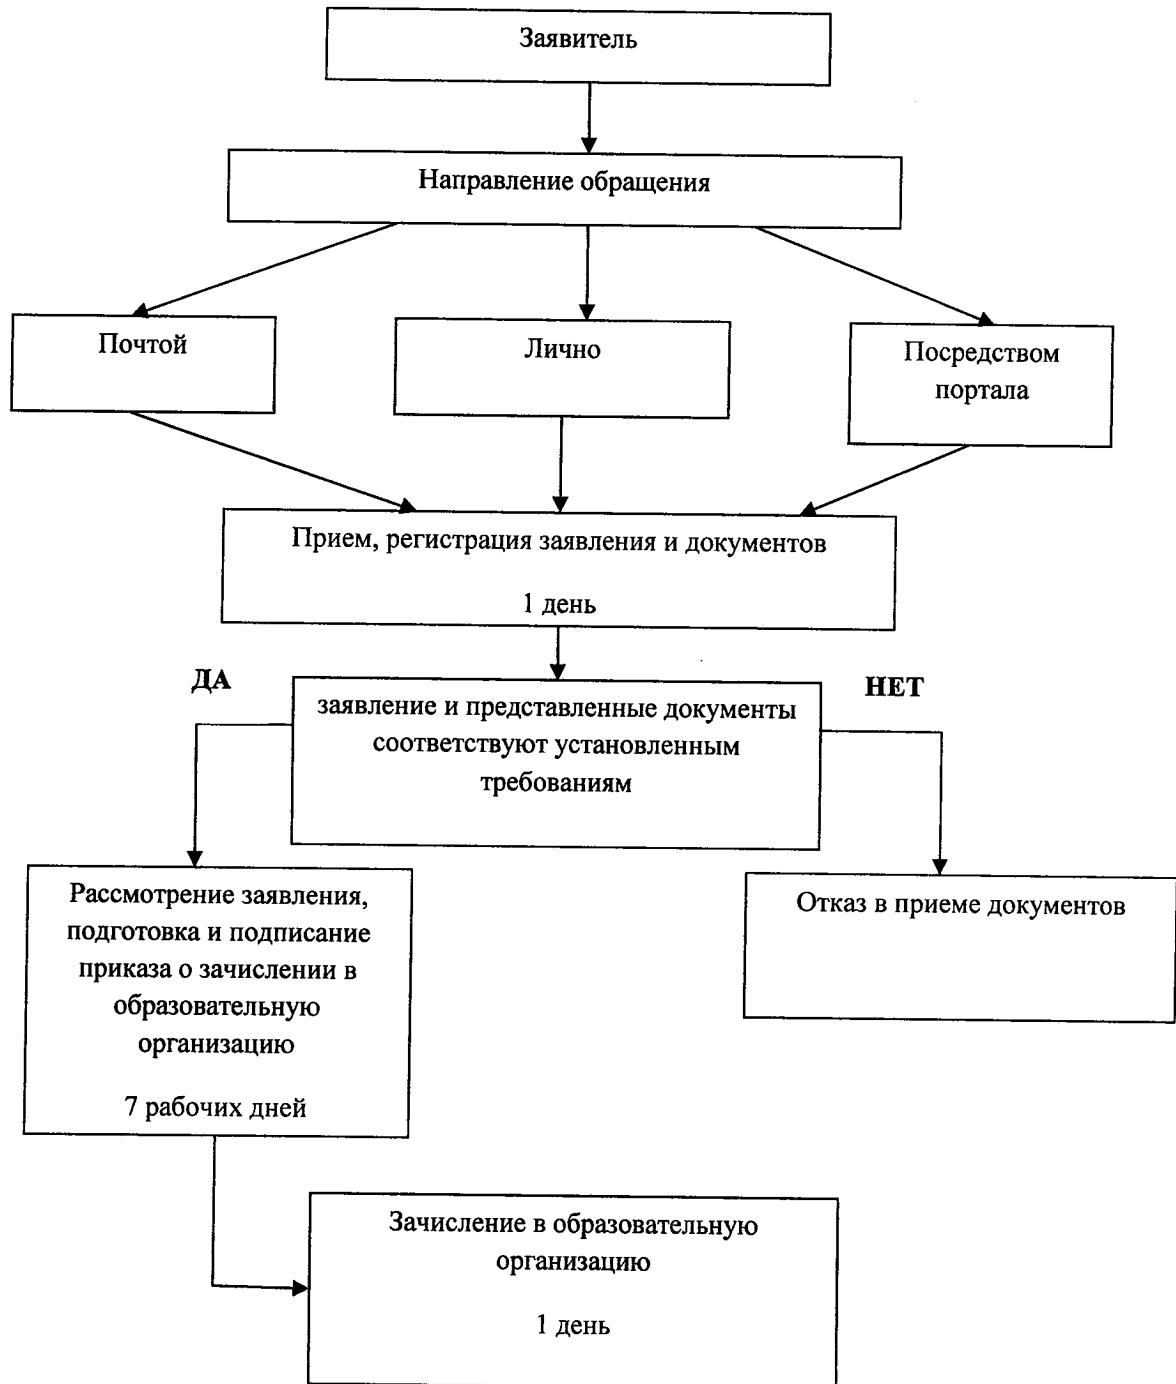 Заявитель
Направление обращения
Почтой
Лично
Посредством
портала
Прием, регистрация заявления и документов
1 день
ДА
НЕТ
заявление и представленные документы
соответствуют установленным
требованиям
Рассмотрение заявления,
подготовка и подписание
приказа о зачислении в
образовательную
организацию
7 рабочих дней
Отказ в приеме документов
Зачисление в образовательную
организацию
1 день